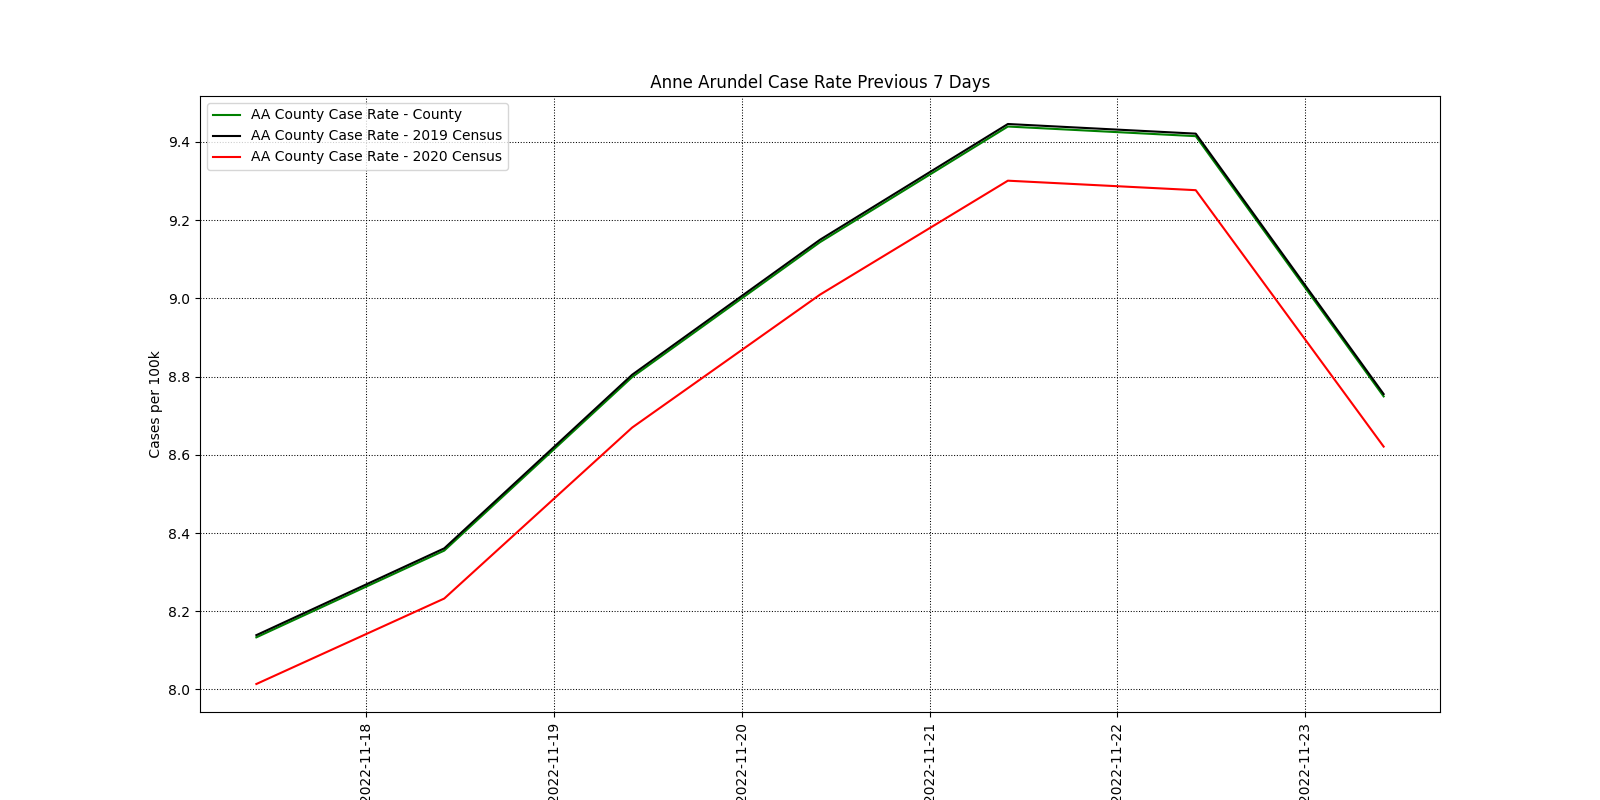 Anne Arundel Case Rate Previous 7 Days
AA County Case Rate - County
AA County Case Rate - 2019 Census
AA County Case Rate - 2020 Census
Cases per 100k
9.4
9.2
9.0
8.8
8.6
8.4
8.2
8.0
2022-11-18
2022-11-19
2022-11-20
2022-11-21
2022-11-22
2022-11-23